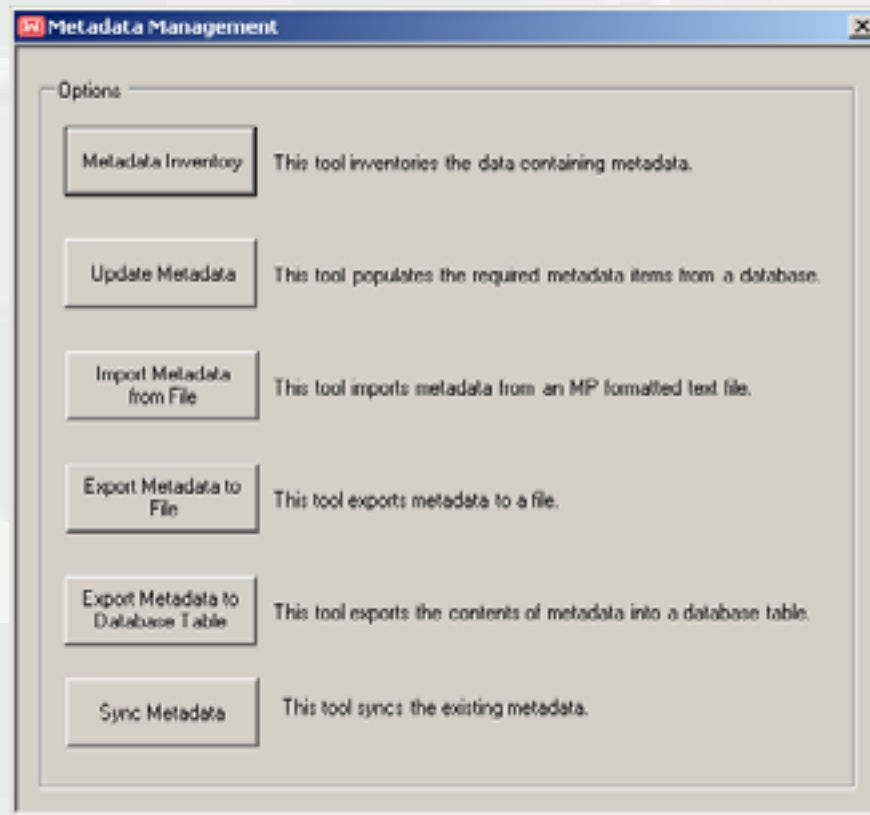 Metadata Management
Options
Metadata Inventory
This tool inventories the data containing metadata.
Update Metadata
This tool populates the required metadata items from a database.
Import Metadata
from File
This tool imports metadata from an MP formatted text file.
Export Metadata to
File
This tool exports metadata to a file.
Export Metadata to
Database Table
This tool exports the contents of metadata into a database table.
Sync Metadata
This tool syncs the existing metadata.